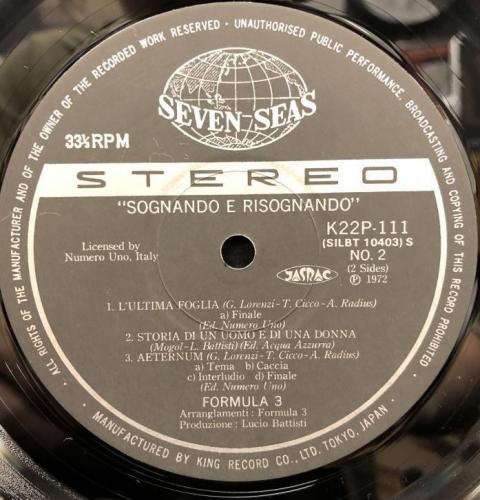 ALL RIGHTS OF THE MANUFACTURER AND OF THE OWNER OF THE RECORDED WORK RESERVED · UNAUTHORISED PUBLIC PERFORMANCE, BROADCASTING AND COPYING OF THIS RECORD PROHIBITED ·
SEVEN-SEAS
33⅓RPM
STEREO
"SOGNANDO E RISOGNANDO"
K22P-111
(SILBT 10403) S
Licensed by
Numero Uno, Italy
NO. 2
(2 Sides)
JASRAC
Ⓟ 1972
1. L'ULTIMA FOGLIA (G. Lorenzi - T. Cicco - A. Radius)
a) Finale
(Ed. Numero Uno)
2. STORIA DI UN UOMO E DI UNA DONNA
(Mogol - L. Battisti) (Ed. Acqua Azzurra)
3. AETERNUM (G. Lorenzi - T. Cicco - A. Radius)
a) Tema b) Caccia
c) Interludio d) Finale
(Ed. Numero Uno)
FORMULA 3
Arranglamenti : Formula 3
Produzione : Lucio Battisti
· MANUFACTURED BY KING RECORD CO., LTD. TOKYO, JAPAN ·